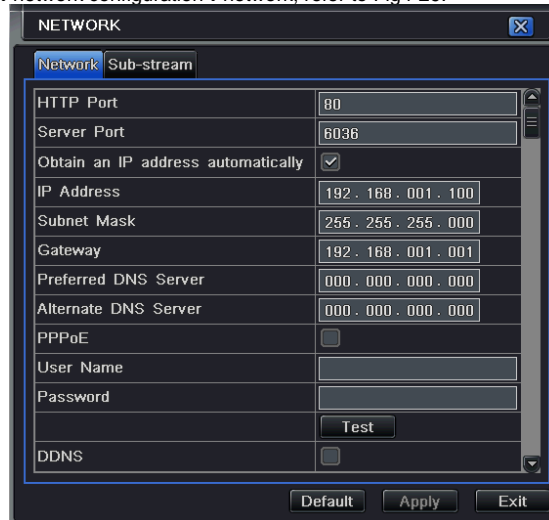 network configuration
NETWORK
Network Sub-stream
HTTP Port 80
Server Port 6036
Obtain an IP address automatically
IP Address 192 . 168 . 001 . 100
Subnet Mask 255 . 255 . 255 . 000
Gateway 192 . 168 . 001 . 001
Preferred DNS Server 000 . 000 . 000 . 000
Alternate DNS Server 000 . 000 . 000 . 000
PPPoE
User Name
Password
Test
DDNS
Default Apply Exit